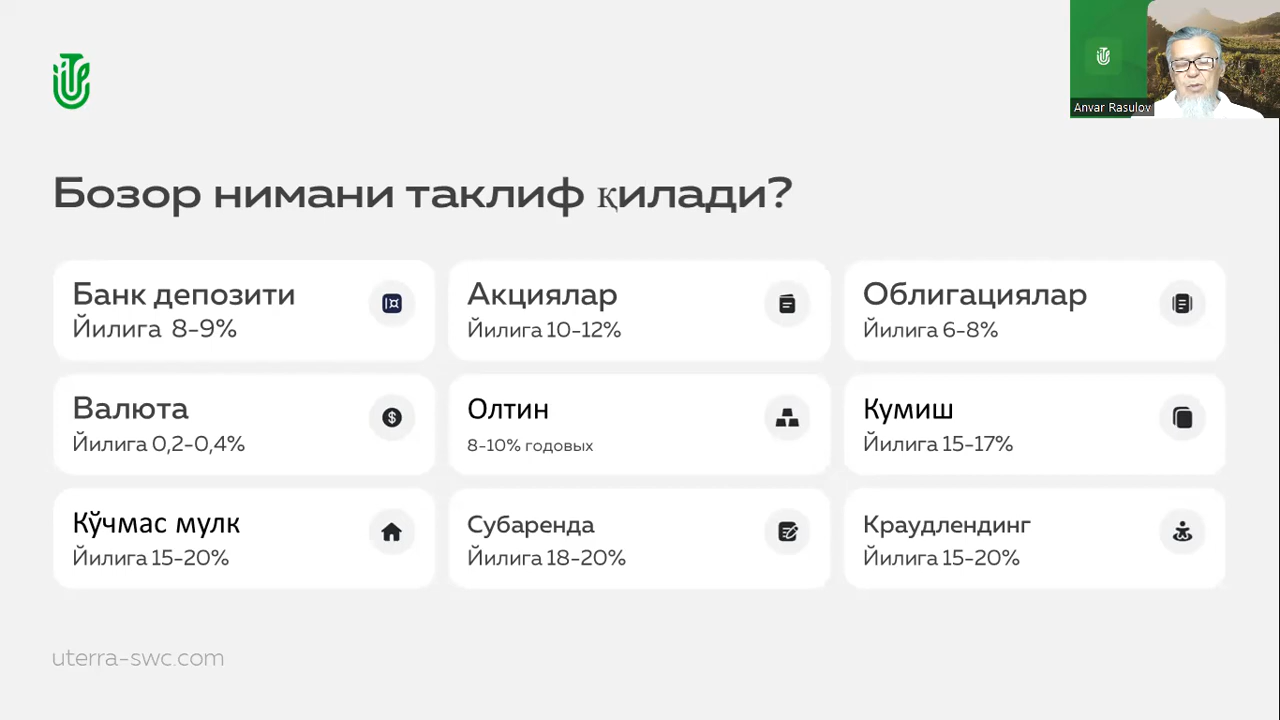 Anvar Rasulov
Бозор нимани таклиф қилади?
Банк депозити
Йилига 8-9%
Акциялар
Йилига 10-12%
Облигациялар
Йилига 6-8%
Валюта
Йилига 0,2-0,4%
Олтин
8-10% годовых
Кумиш
Йилига 15-17%
Кўчмас мулк
Йилига 15-20%
Субаренда
Йилига 18-20%
Краудлендинг
Йилига 15-20%
uterra-swc.com